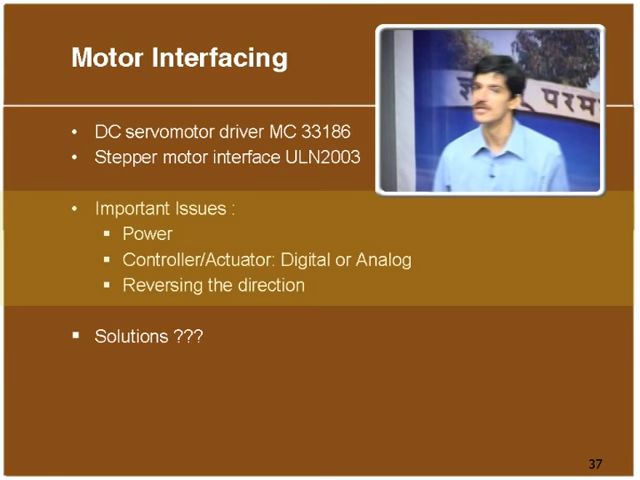 Motor Interfacing
परम
• DC servomotor driver MC 33186
• Stepper motor interface ULN2003
• Important Issues :
▪ Power
▪ Controller/Actuator: Digital or Analog
▪ Reversing the direction
▪ Solutions ???
37